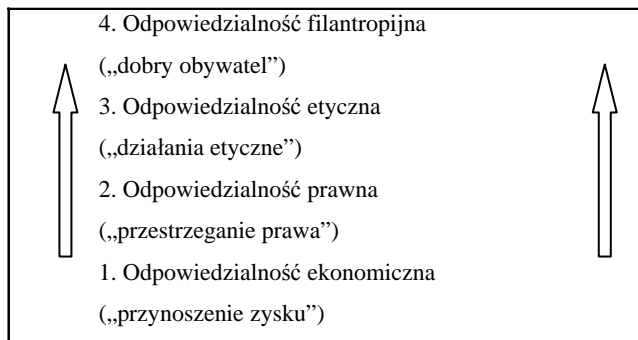 4. Odpowiedzialność filantropijna
(„dobry obywatel”)
3. Odpowiedzialność etyczna
(„działania etyczne”)
2. Odpowiedzialność prawna
(„przestrzeganie prawa”)
1. Odpowiedzialność ekonomiczna
(„przynoszenie zysku”)